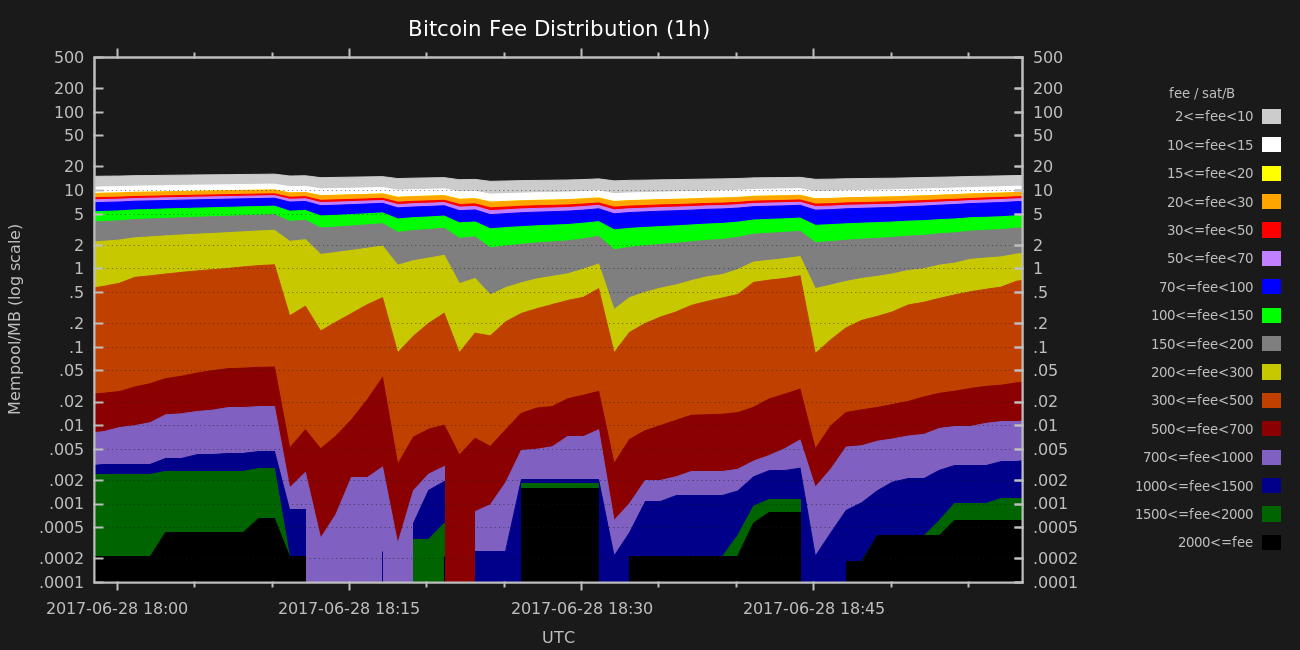 Bitcoin Fee Distribution (1h)
Mempool/MB (log scale)
500
200
100
50
20
10
5
2
1
.5
.2
.1
.05
.02
.01
.005
.002
.001
.0005
.0002
.0001
500
200
100
50
20
10
5
2
1
.5
.2
.1
.05
.02
.01
.005
.002
.001
.0005
.0002
.0001
fee / sat/B
2<=fee<10
10<=fee<15
15<=fee<20
20<=fee<30
30<=fee<50
50<=fee<70
70<=fee<100
100<=fee<150
150<=fee<200
200<=fee<300
300<=fee<500
500<=fee<700
700<=fee<1000
1000<=fee<1500
1500<=fee<2000
2000<=fee
2017-06-28 18:00 2017-06-28 18:15 2017-06-28 18:30 2017-06-28 18:45
UTC